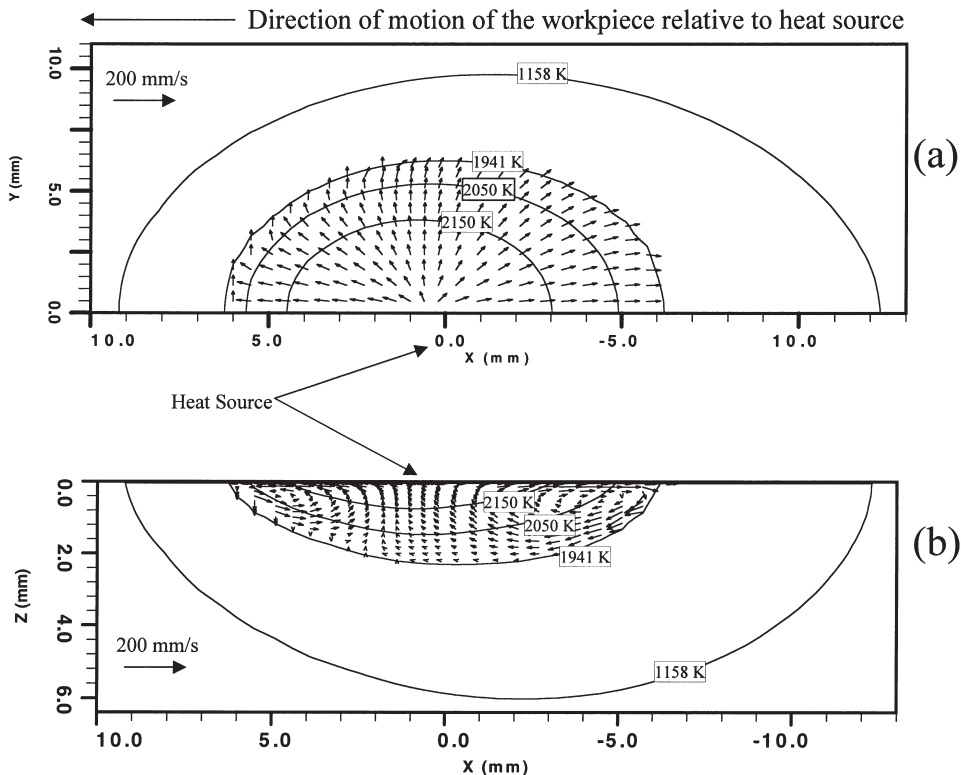 Direction of motion of the workpiece relative to heat source
10.0
5.0
0.0
Y (mm)
200 mm/s
1158 K
1941 K
2050 K
2150 K
(a)
10.0
5.0
0.0
-5.0
10.0
X (mm)
Heat Source
0.0
2.0
4.0
6.0
Z (mm)
2150 K
2050 K
1941 K
(b)
200 mm/s
1158 K
10.0
5.0
0.0
-5.0
-10.0
X (mm)